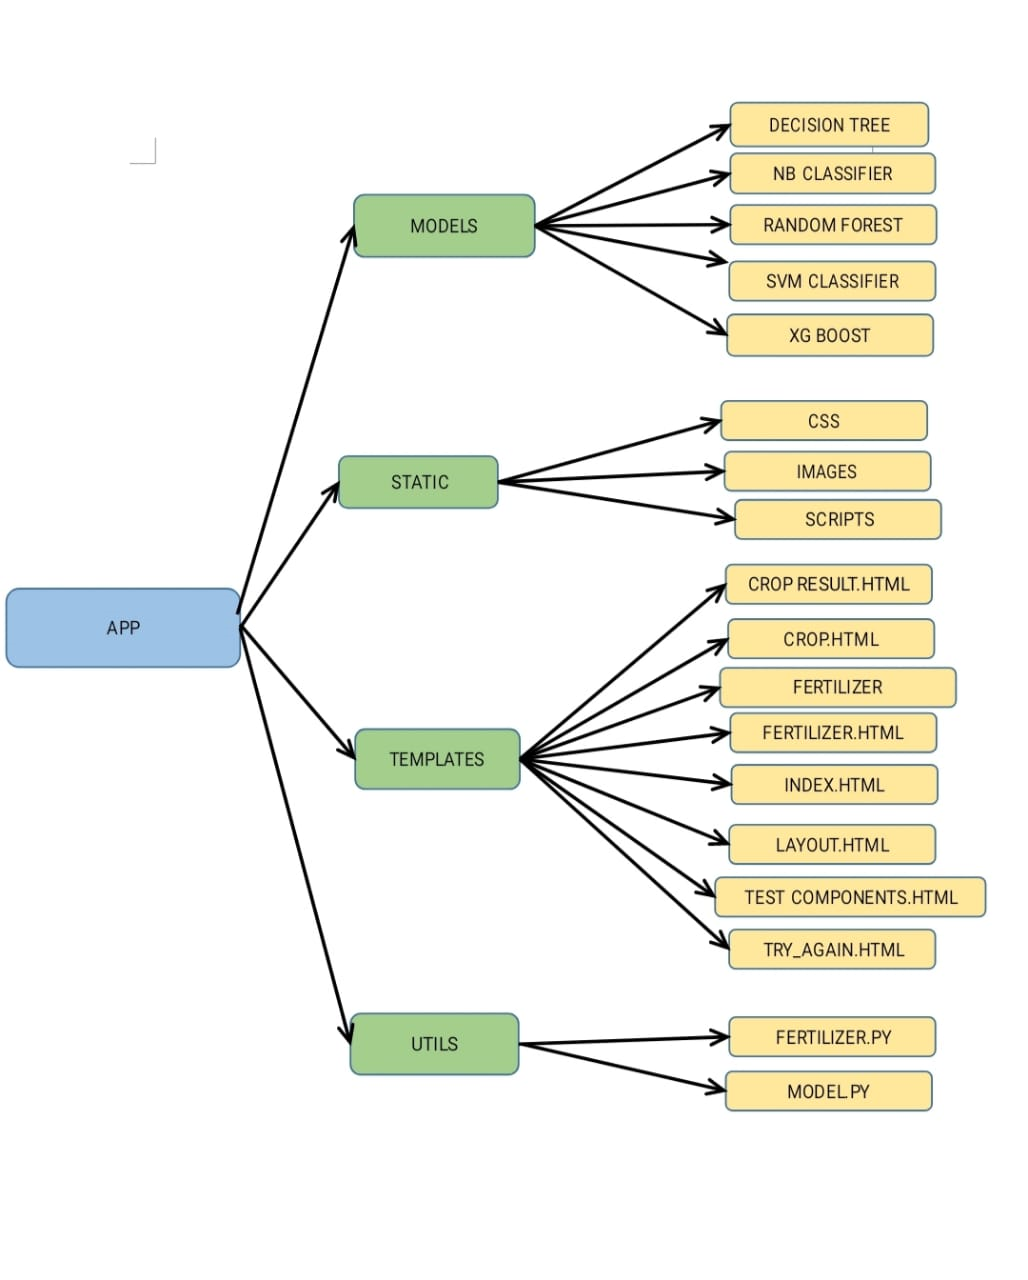 DECISION TREE
NB CLASSIFIER
MODELS
RANDOM FOREST
SVM CLASSIFIER
XG BOOST
CSS
STATIC
IMAGES
SCRIPTS
CROP RESULT.HTML
APP
CROP.HTML
FERTILIZER
FERTILIZER.HTML
TEMPLATES
INDEX.HTML
LAYOUT.HTML
TEST COMPONENTS.HTML
TRY_AGAIN.HTML
UTILS
FERTILIZER.PY
MODEL.PY